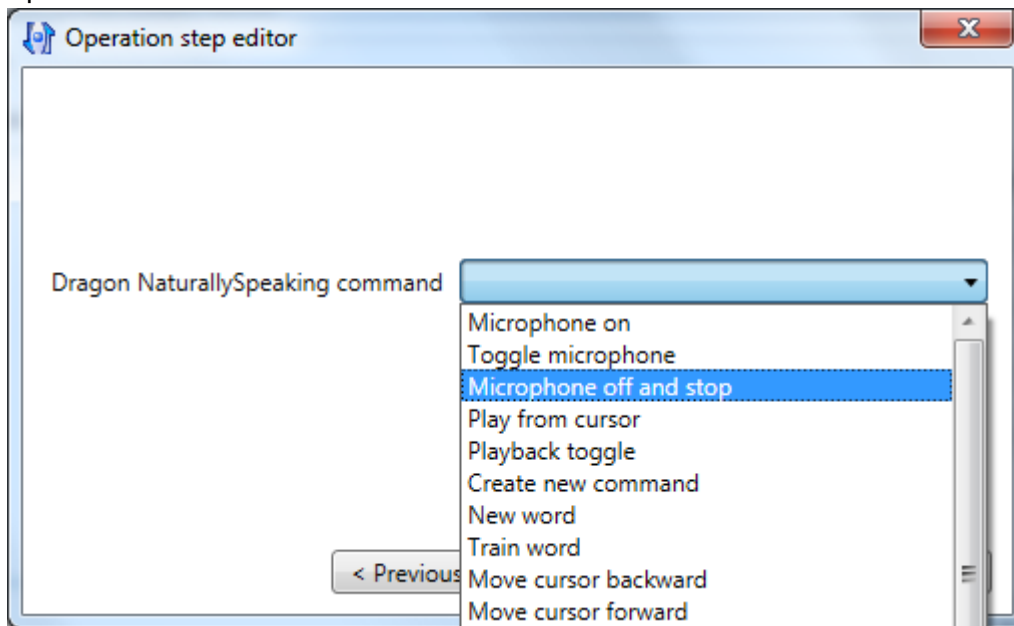 Operation step editor
Dragon NaturallySpeaking command
Microphone on
Toggle microphone
Microphone off and stop
Play from cursor
Playback toggle
Create new command
New word
Train word
< Previous
Move cursor backward
Move cursor forward